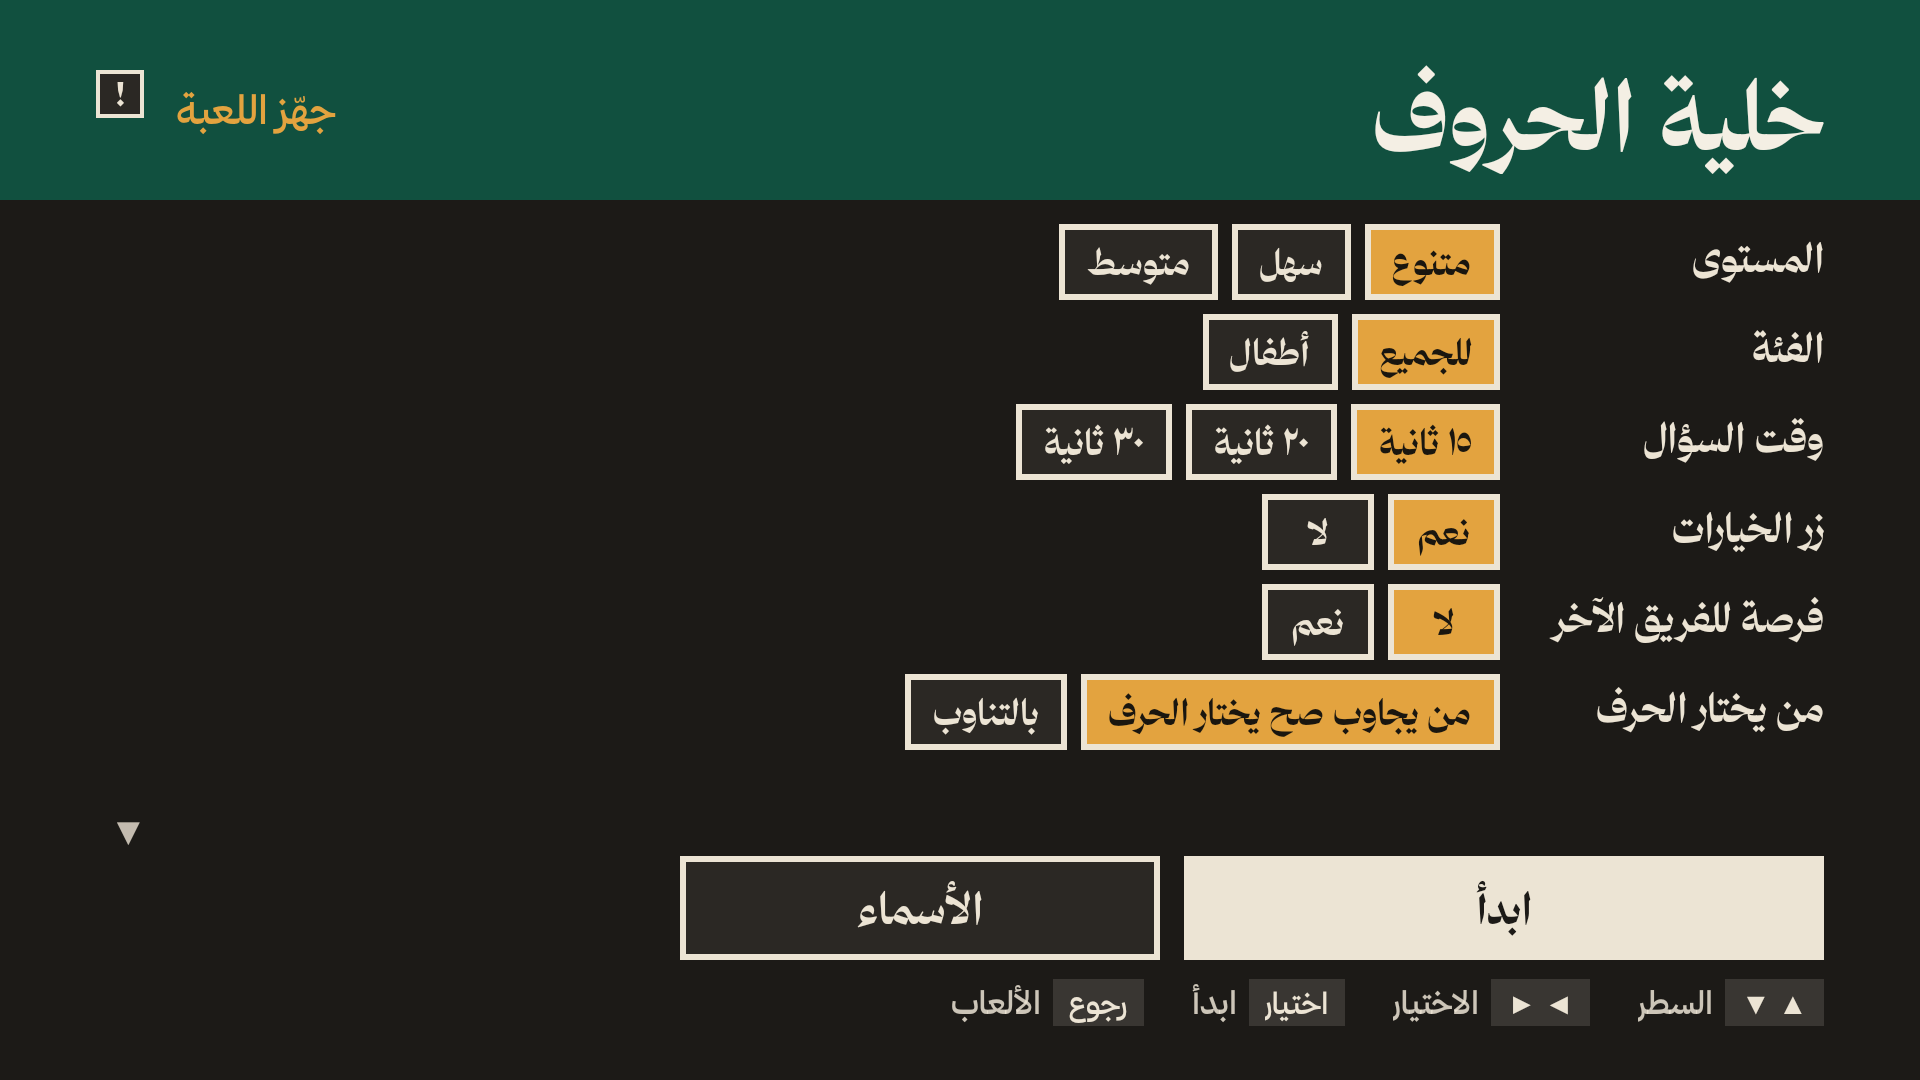 خلية الحروف
جهّز اللعبة !
المستوى متنوع سهل متوسط
الفئة للجميع أطفال
وقت السؤال ١٥ ثانية ٢٠ ثانية ٣٠ ثانية
زر الخيارات نعم لا
فرصة للفريق الآخر لا نعم
من يختار الحرف من يجاوب صح يختار الحرف بالتناوب
▼
ابدأ الأسماء
▲ ▼ السطر ◀ ▶ الاختيار اختيار ابدأ رجوع الألعاب